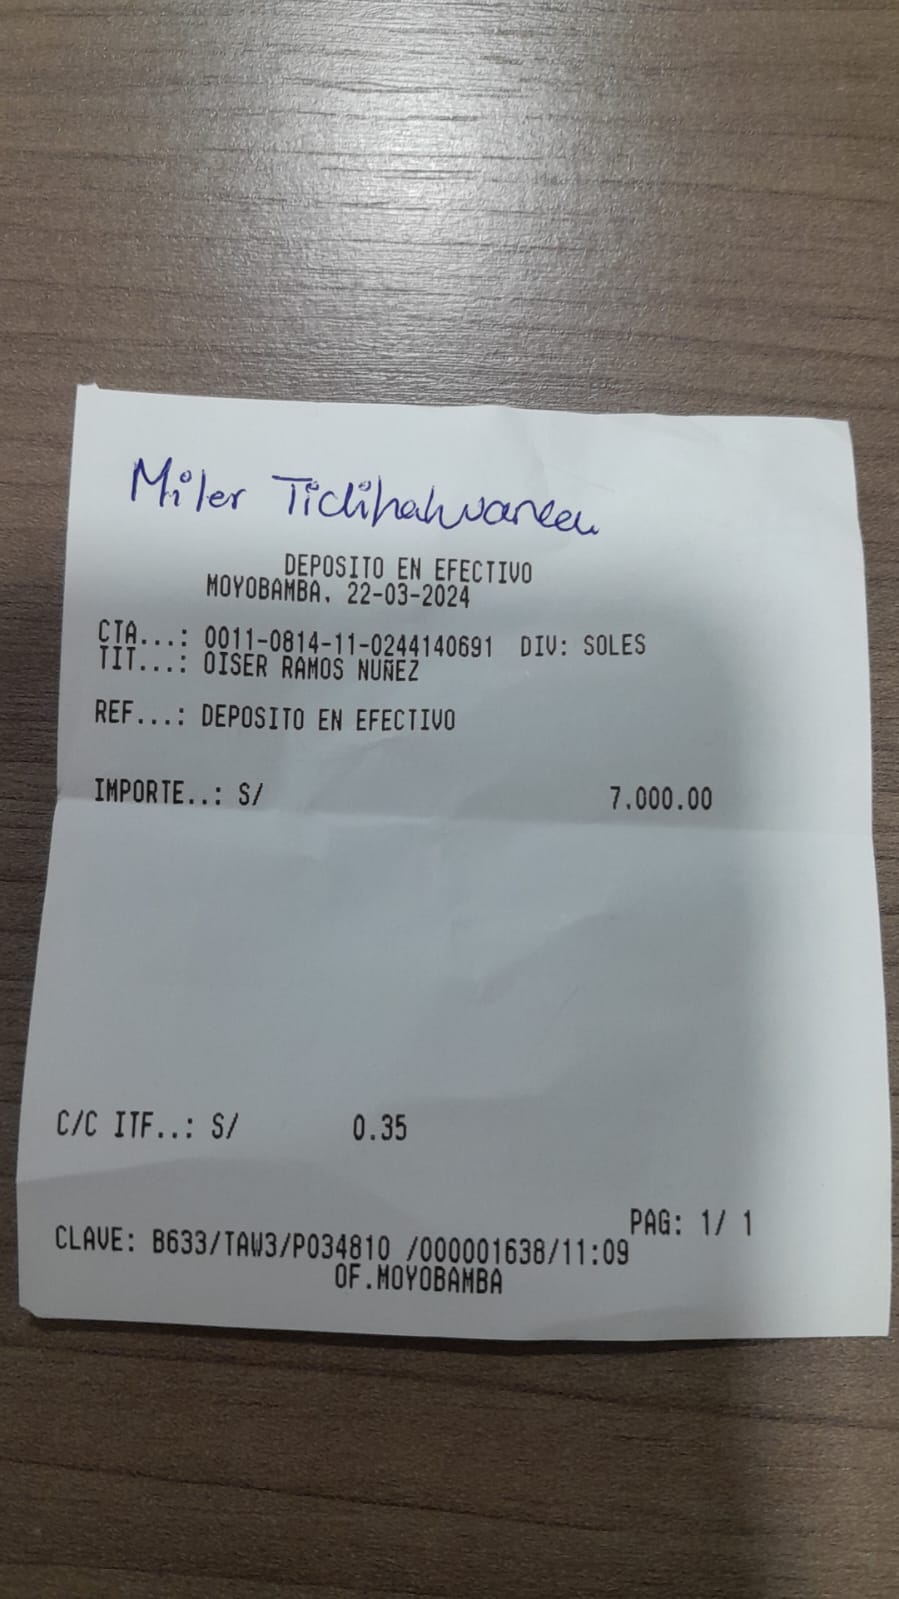 Miler
DEPOSITO EN EFECTIVO
MOYOBAMBA, 22-03-2024
CTA...: 0011-0814-11-0244140691 DIV: SOLES
TIT...: OISER RAMOS NUÑEZ
REF...: DEPOSITO EN EFECTIVO
IMPORTE..: S/ 7.000.00
C/C ITF..: S/ 0.35
PAG: 1/ 1
CLAVE: B633/TAW3/P034810 /000001638/11:09
OF.MOYOBAMBA